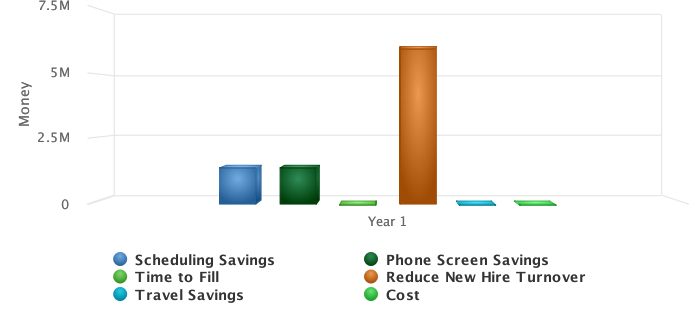 7.5M
5M
Money
2.5M
0
Year 1
Scheduling Savings
Phone Screen Savings
Time to Fill
Reduce New Hire Turnover
Travel Savings
Cost